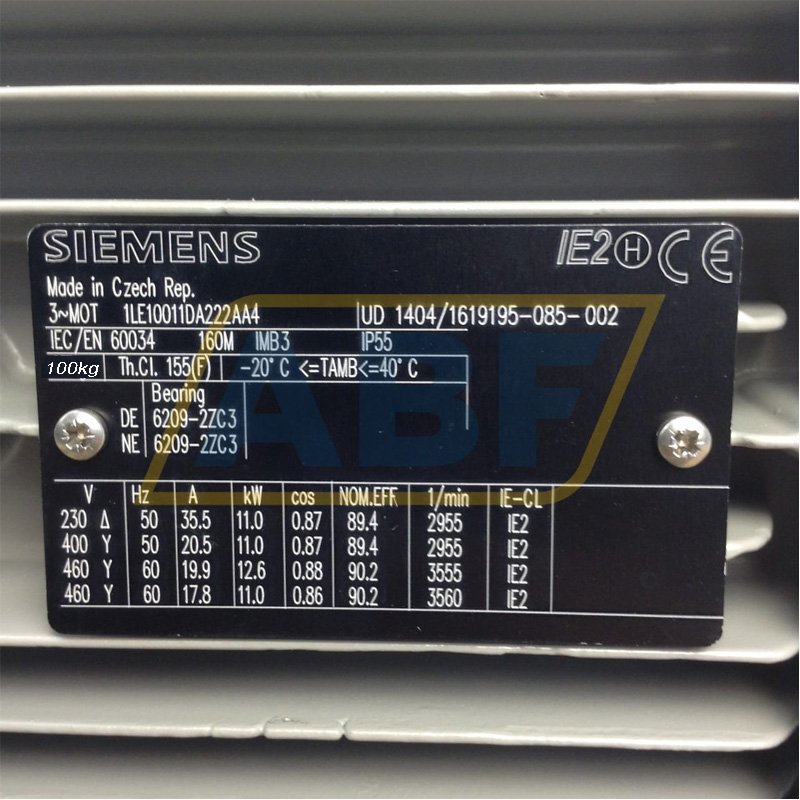 SIEMENS IE2 H CE
Made in Czech Rep.
3~MOT 1LE10011DA222AA4 UD 1404/1619195-085-002
IEC/EN 60034 160M IMB3 IP55
100kg Th.Cl. 155(F) -20° C <=TAMB<=40° C
Bearing
DE 6209-2ZC3
NE 6209-2ZC3
V Hz A kW cos NOM.EFF 1/min IE-CL
230 Δ 50 35.5 11.0 0.87 89.4 2955 IE2
400 Y 50 20.5 11.0 0.87 89.4 2955 IE2
460 Y 60 19.9 12.6 0.88 90.2 3555 IE2
460 Y 60 17.8 11.0 0.86 90.2 3560 IE2
ABF